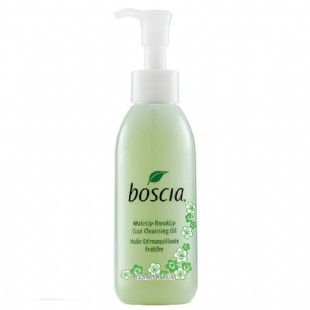 boscia.
MakeUp-BreakUp
Cool Cleansing Oil
Huile Démaquillante
Fraîche